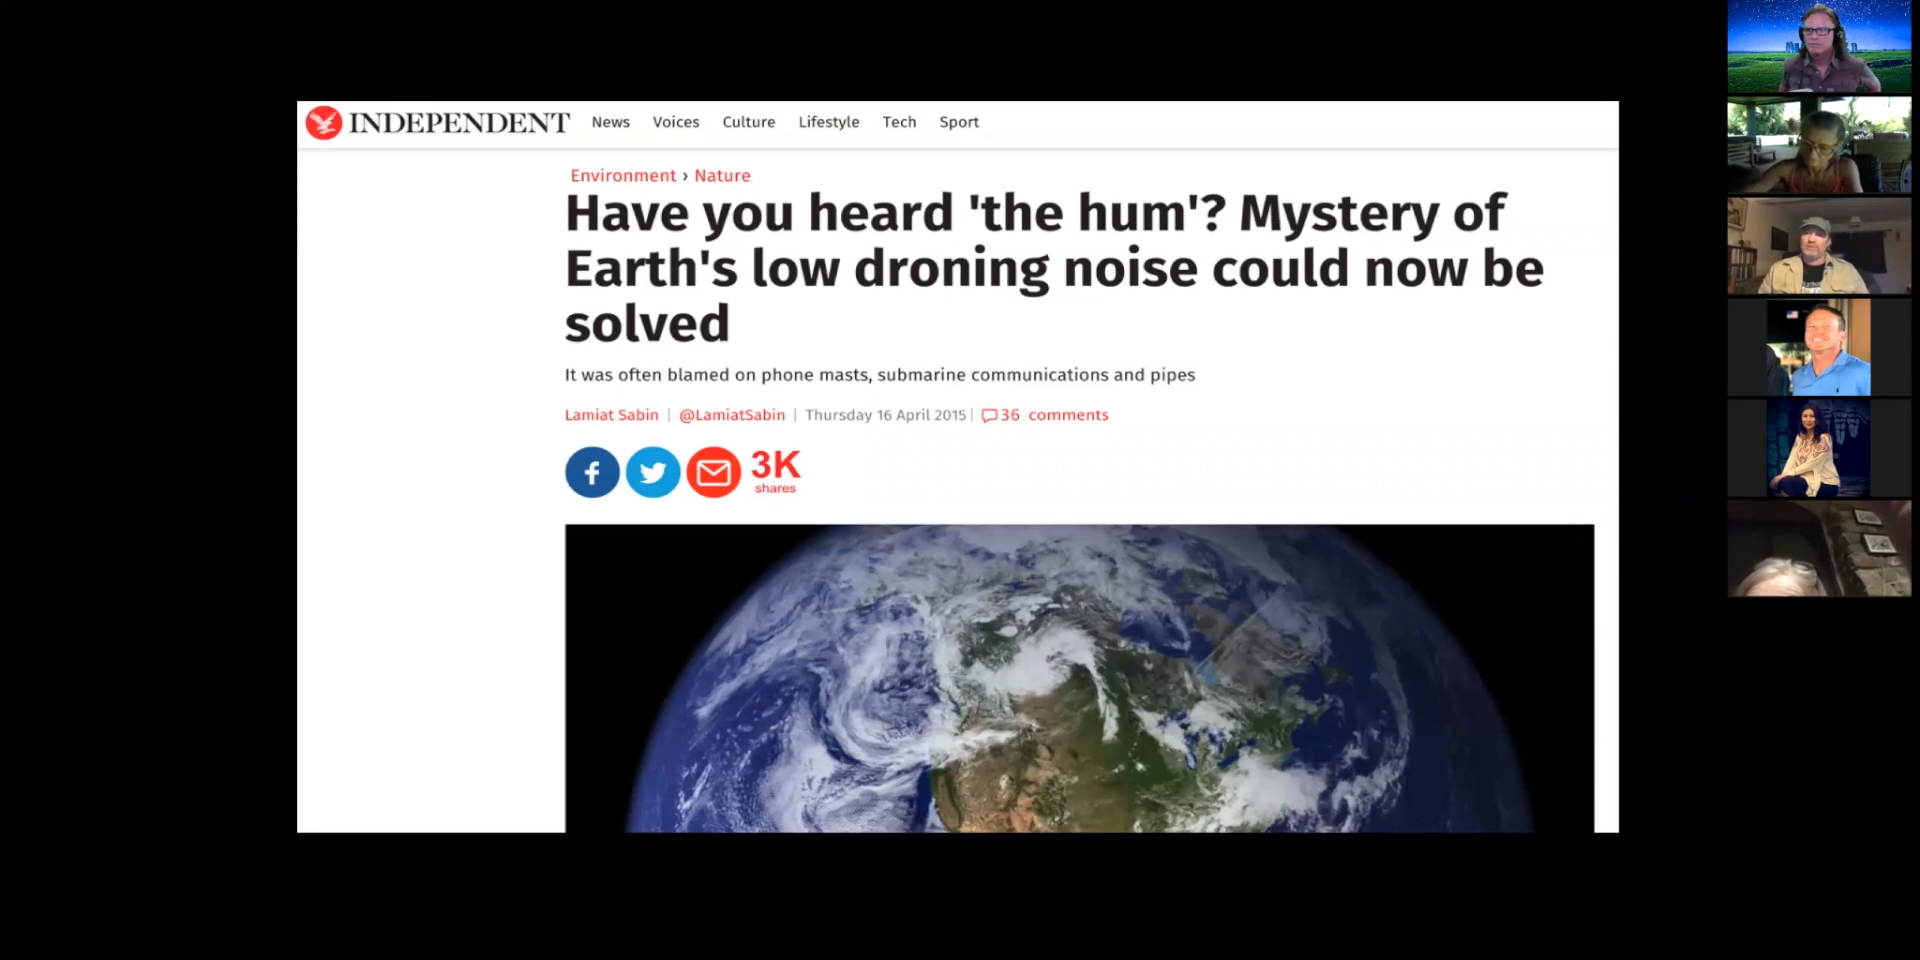 INDEPENDENT News Voices Culture Lifestyle Tech Sport
Environment › Nature
Have you heard 'the hum'? Mystery of
Earth's low droning noise could now be
solved
It was often blamed on phone masts, submarine communications and pipes
Lamiat Sabin | @LamiatSabin | Thursday 16 April 2015 | 36 comments
f 3K
shares